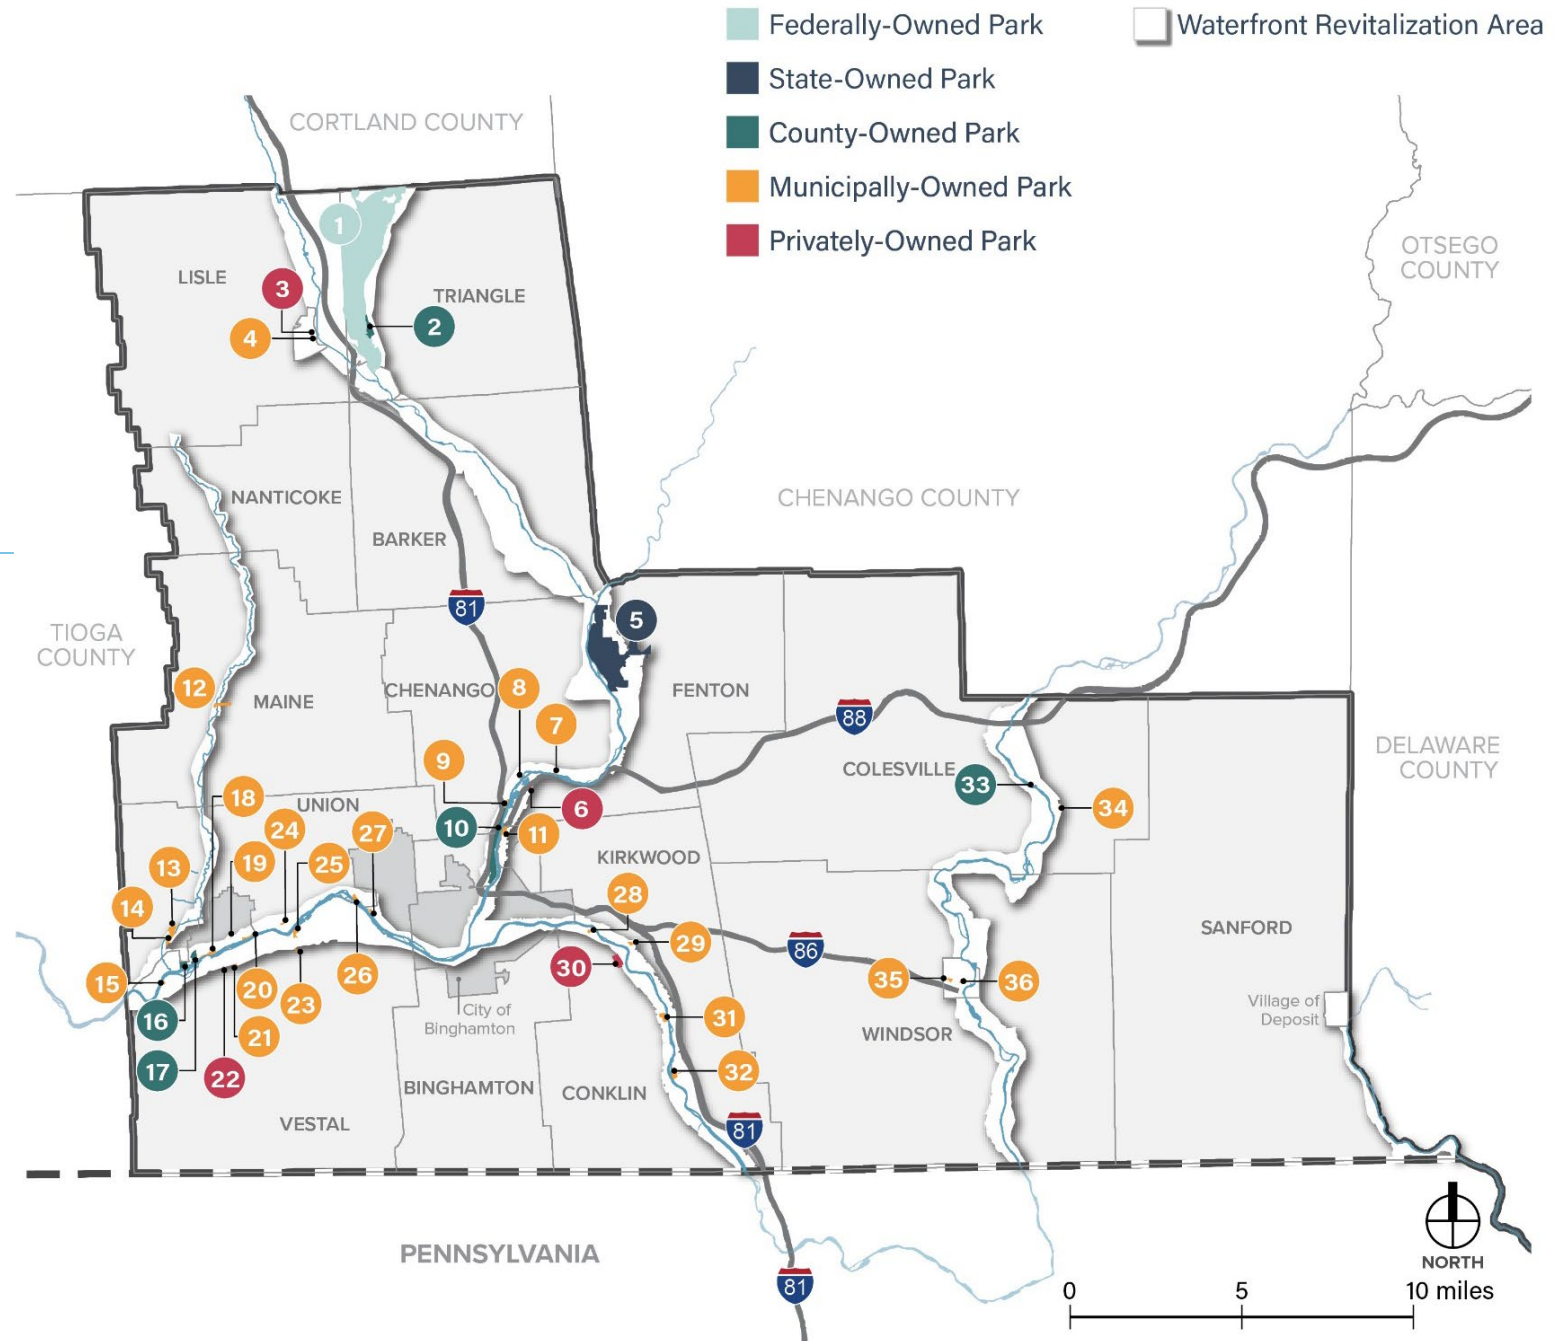 Federally-Owned Park
Waterfront Revitalization Area
State-Owned Park
County-Owned Park
Municipally-Owned Park
Privately-Owned Park
CORTLAND COUNTY
1
OTSEGO
COUNTY
LISLE
3
TRIANGLE
2
4
NANTICOKE
CHENANGO COUNTY
BARKER
81
5
TIOGA
COUNTY
12
MAINE
CHENANGO
8
FENTON
7
88
DELAWARE
COUNTY
9
COLESVILLE
33
18
UNION
6
34
24
27
10
11
KIRKWOOD
13
19
25
28
14
SANFORD
29
86
30
15
26
35
36
20
23
16
City of
Binghamton
31
Village of
Deposit
21
WINDSOR
17
22
32
BINGHAMTON
CONKLIN
VESTAL
81
PENNSYLVANIA
NORTH
81
0 5 10 miles